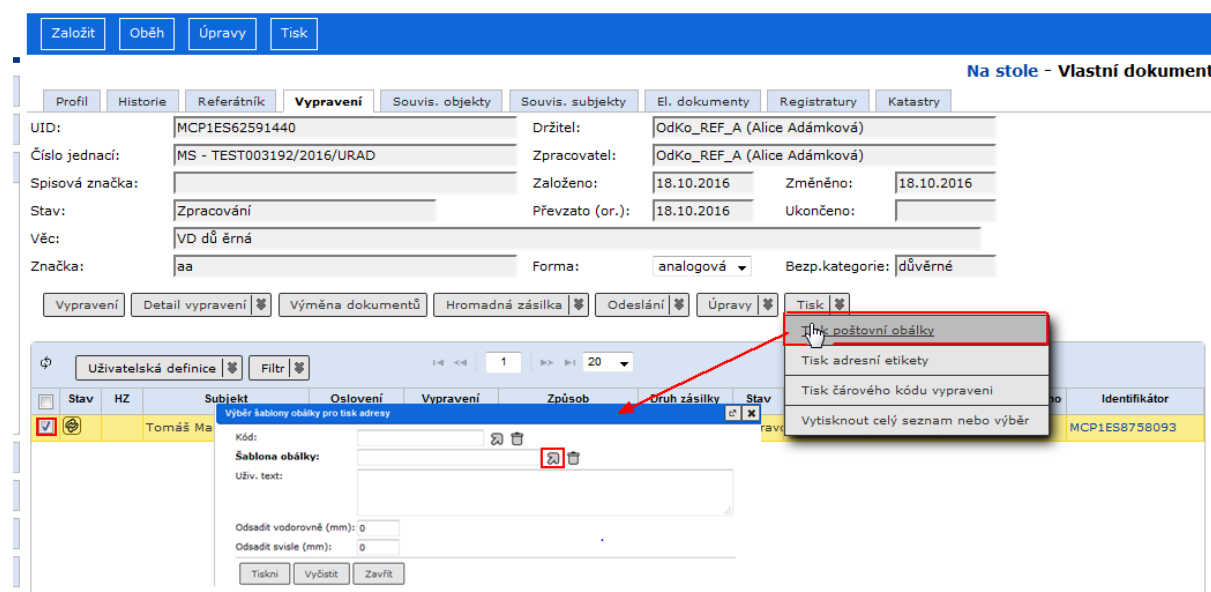 Založit Oběh Úpravy Tisk
Na stole - Vlastní dokument
Profil Historie Referátník Vypravení Souvis. objekty Souvis. subjekty El. dokumenty Registratury Katastry
UID: MCP1ES62591440 Držitel: OdKo_REF_A (Alice Adámková)
Číslo jednací: MS - TEST003192/2016/URAD Zpracovatel: OdKo_REF_A (Alice Adámková)
Spisová značka: Založeno: 18.10.2016 Změněno: 18.10.2016
Stav: Zpracování Převzato (or.): 18.10.2016 Ukončeno:
Věc: VD dů ěrná
Značka: aa Forma: analogová Bezp.kategorie: důvěrné
Vypravení Detail vypravení Výměna dokumentů Hromadná zásilka Odeslání Úpravy Tisk
Tisk poštovní obálky
Tisk adresní etikety
Tisk čárového kódu vypraveni
Vytisknout celý seznam nebo výběr
Uživatelská definice Filtr 1 20
Stav HZ Subjekt Oslovení Vypravení Způsob Druh zásilky Stav no Identifikátor
Tomáš Ma ravo MCP1ES8758093
Výběr šablony obálky pro tisk adresy
Kód:
Šablona obálky:
Uživ. text:
Odsadit vodorovně (mm): 0
Odsadit svisle (mm): 0
Tiskni Vyčistit Zavřít